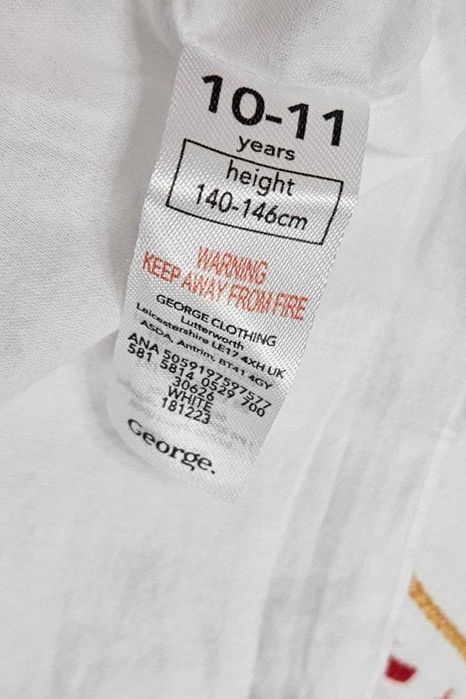 10-11
years
height
140-146cm
WARNING
KEEP AWAY FROM FIRE
GEORGE CLOTHING
Lutterworth
Leicestershire LE17 4XH UK
ASDA, Antrim, BT41 4GY
ANA 5059197597577
581 5814 0529 700
30626
WHITE
181223
George.